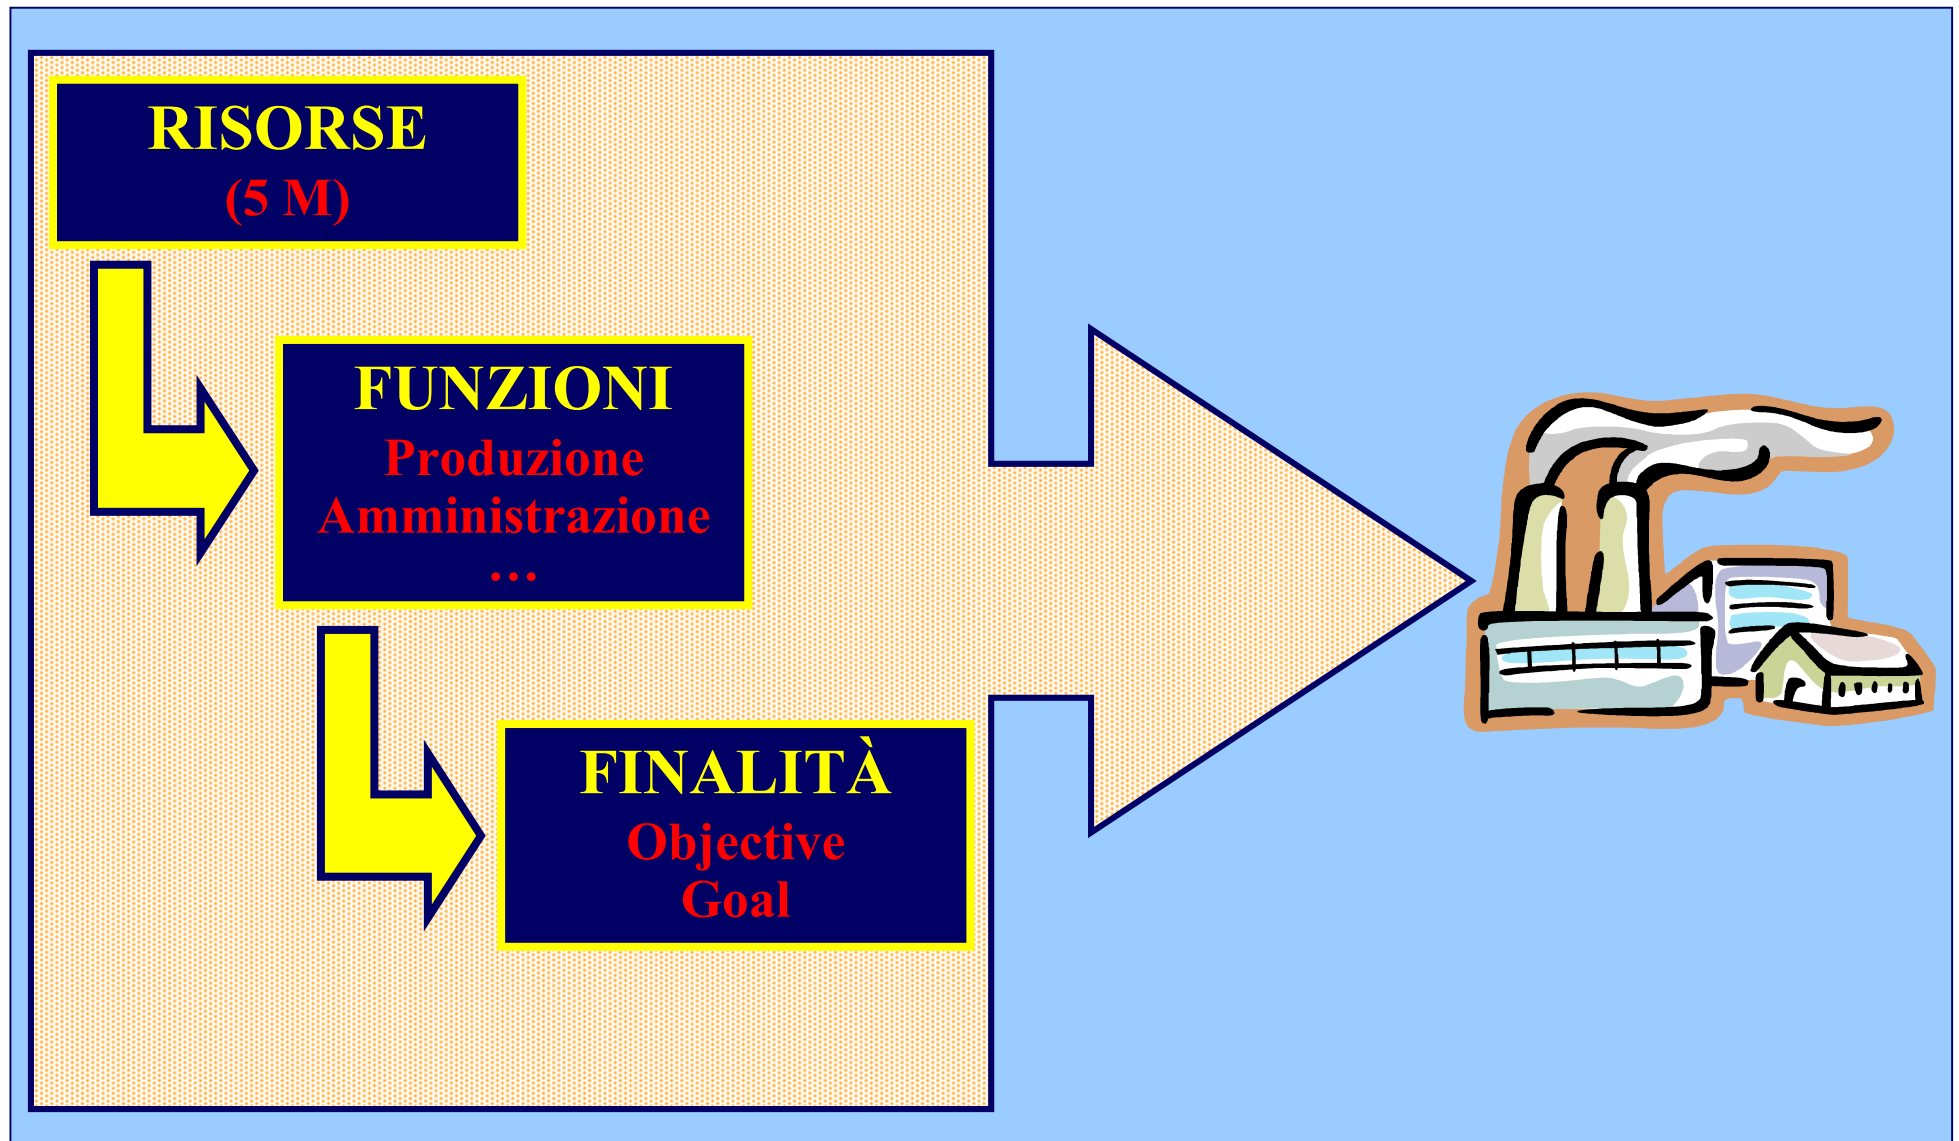 RISORSE
(5 M)
FUNZIONI
Produzione
Amministrazione
…
FINALITÀ
Objective
Goal